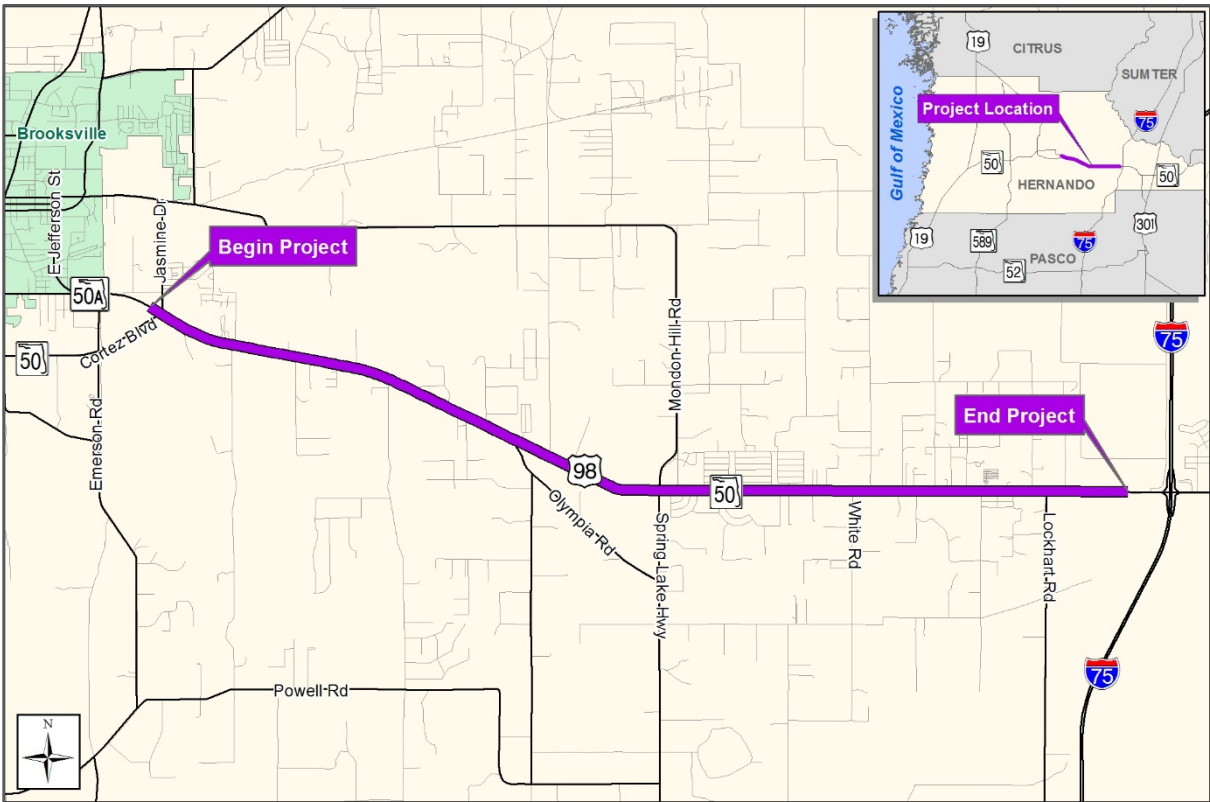 Brooksville
E Jefferson St
Jasmine Dr
Begin Project
50A
Cortez Blvd
50
Emerson Rd
Mondon Hill Rd
75
End Project
98
50
Olympia Rd
Spring Lake Hwy
White Rd
Lockhart Rd
Powell Rd
75
N
19
CITRUS
SUMTER
Project Location
75
Gulf of Mexico
50
HERNANDO
50
19
589
75
301
PASCO
52